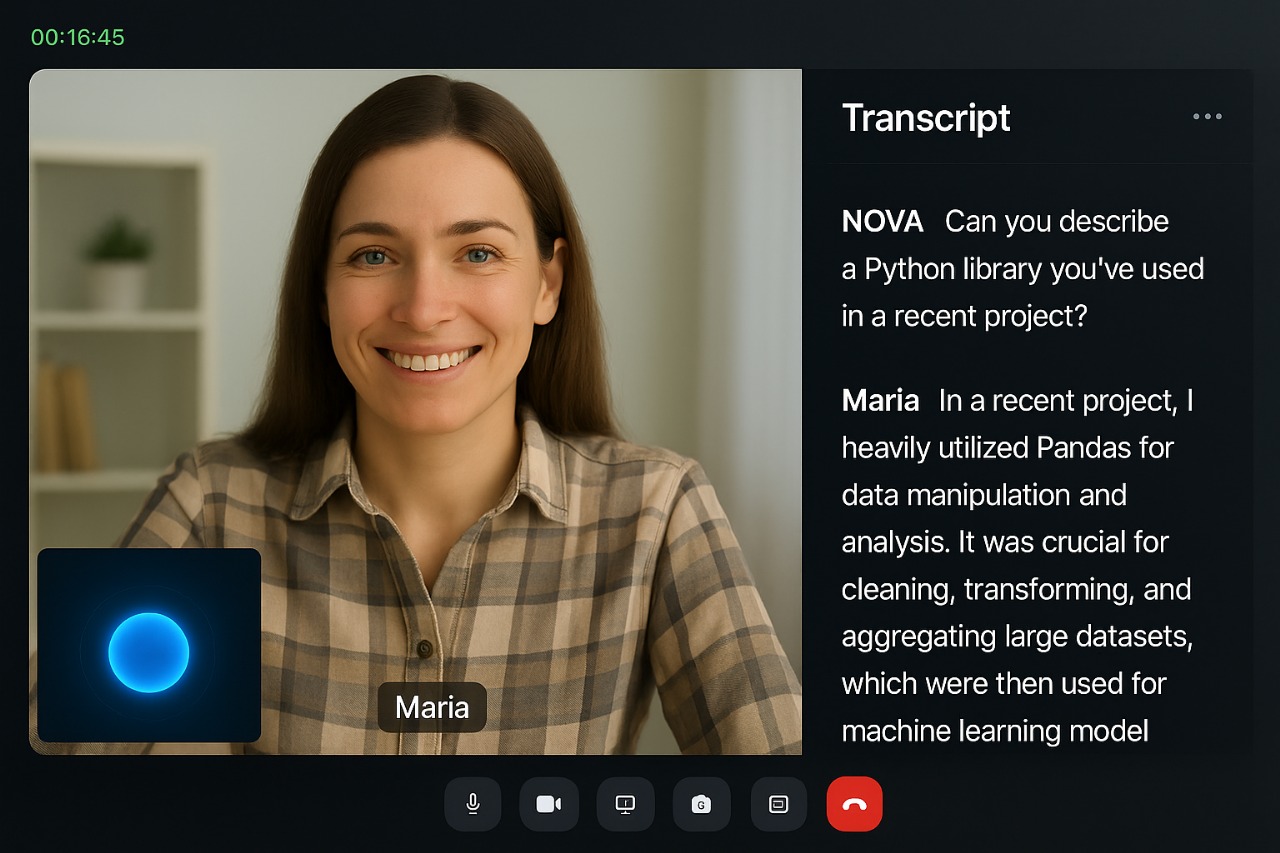 00:16:45
Transcript
NOVA Can you describe
a Python library you've used
in a recent project?
Maria In a recent project, I
heavily utilized Pandas for
data manipulation and
analysis. It was crucial for
cleaning, transforming, and
aggregating large datasets,
which were then used for
machine learning model
Maria
G